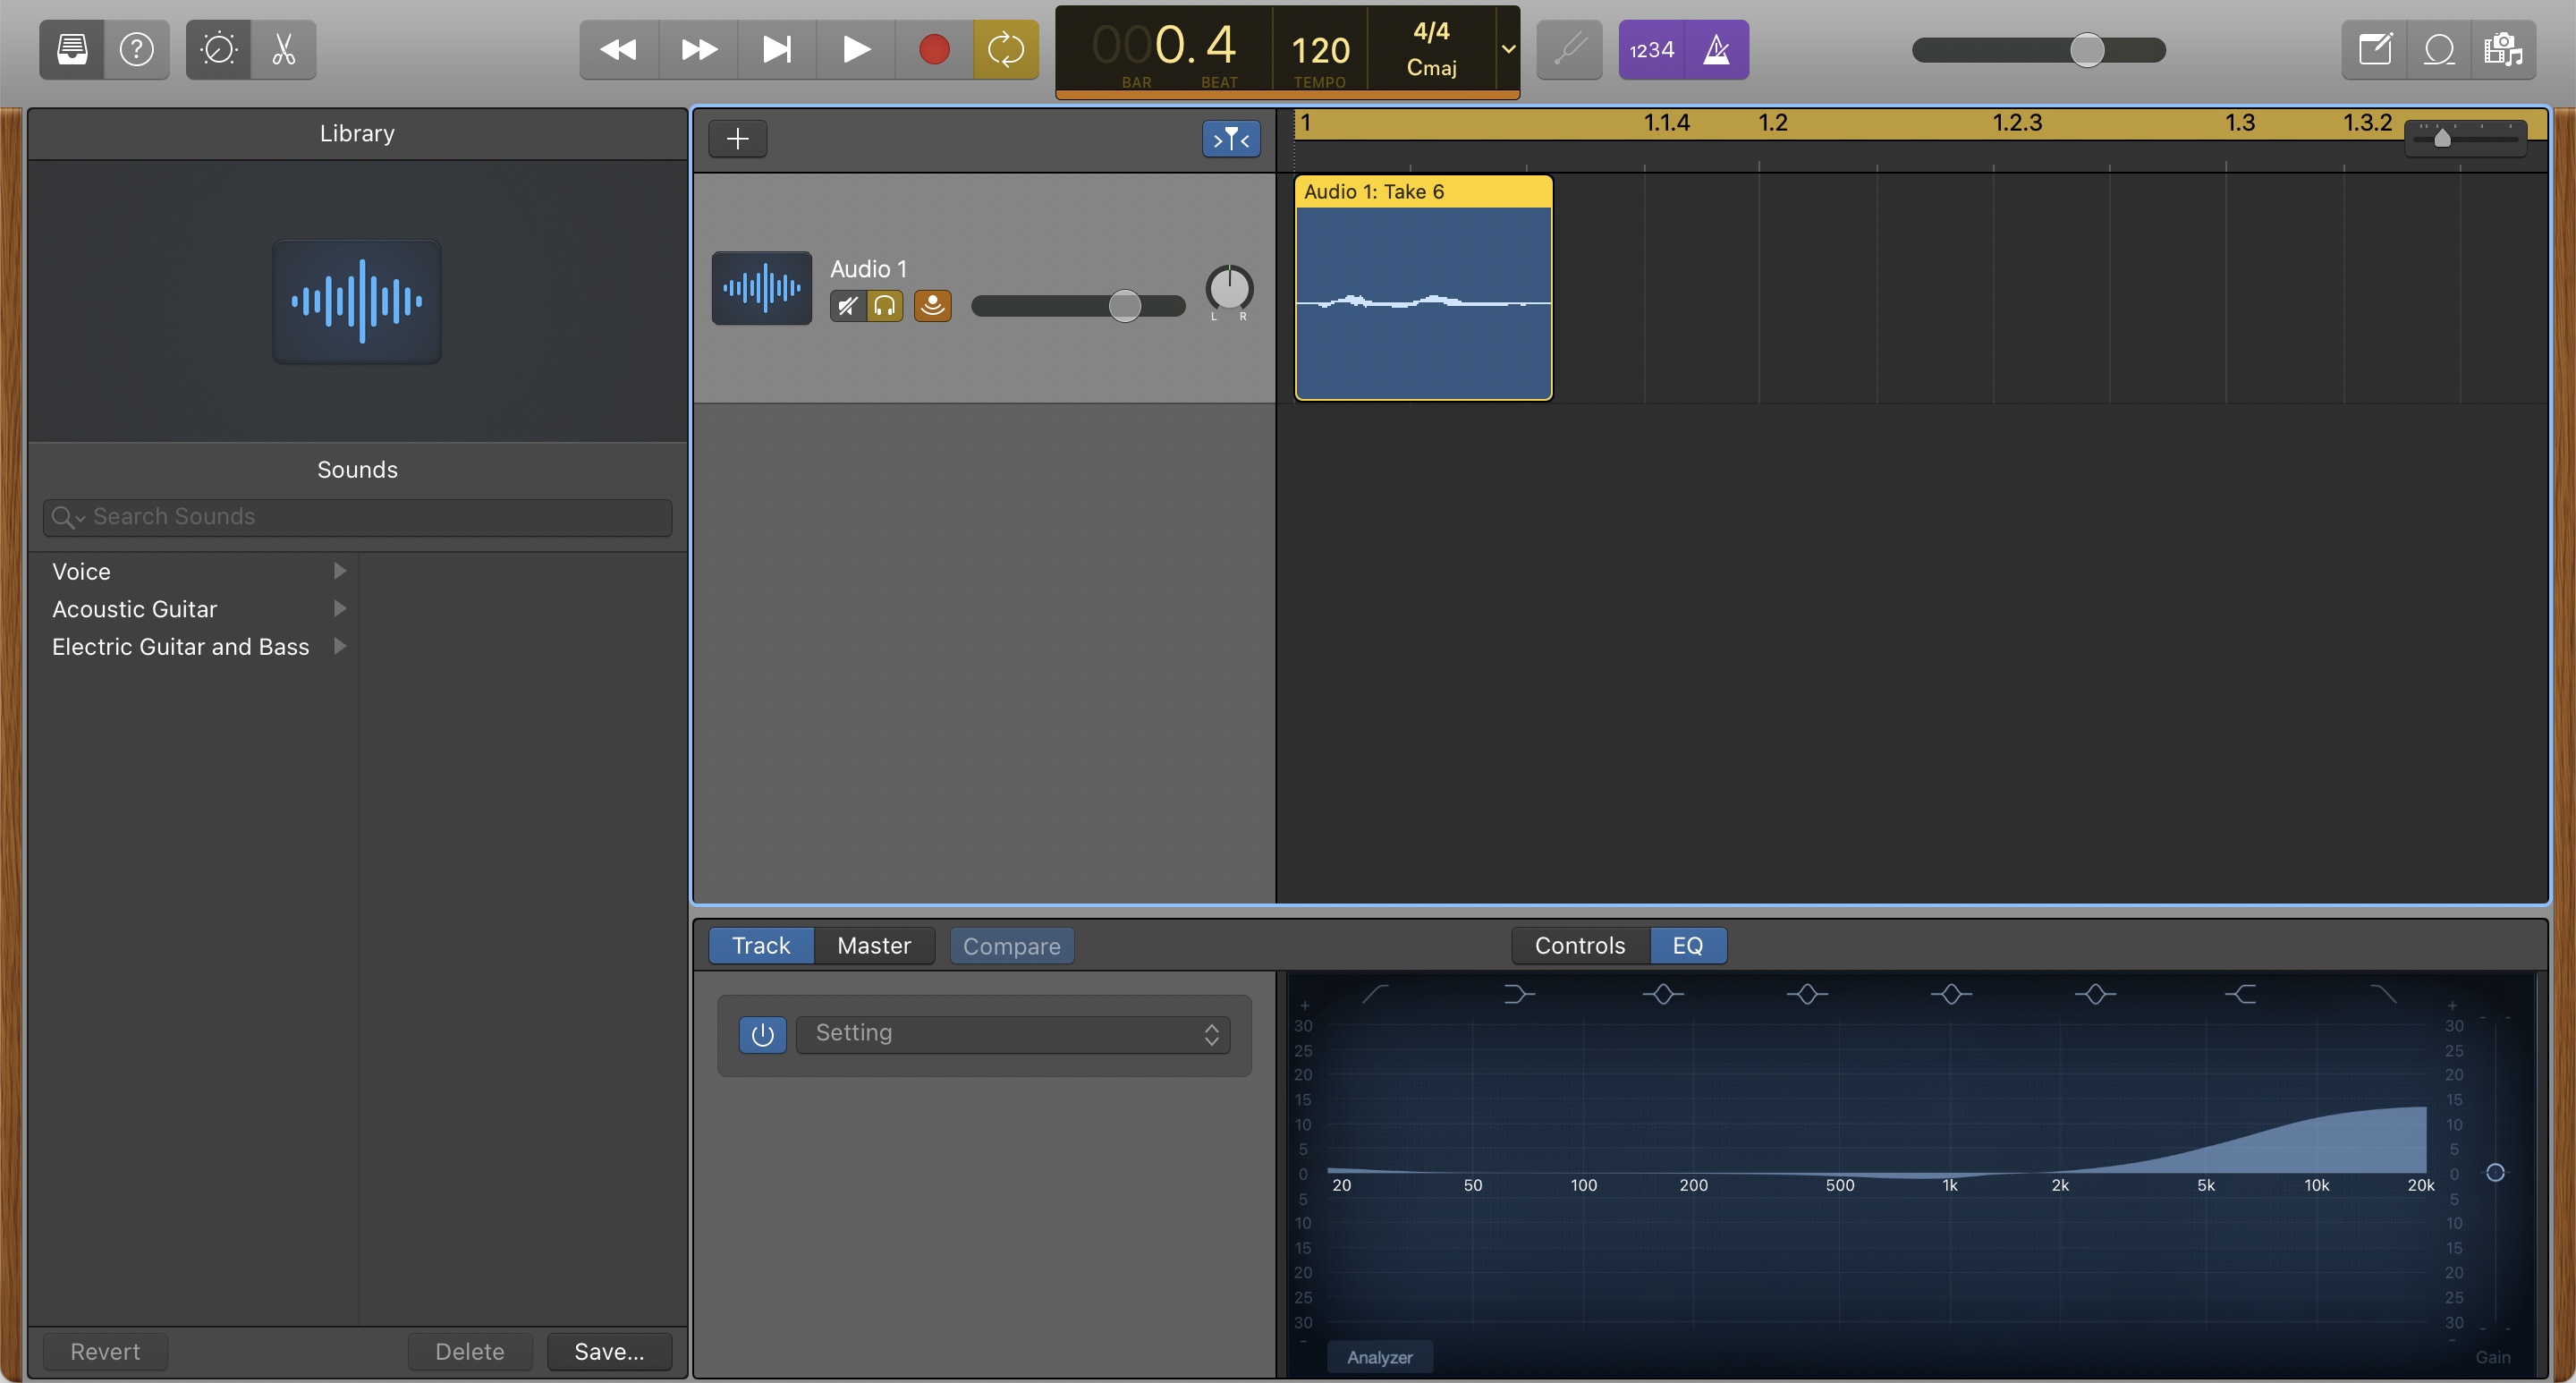 000.4
BAR BEAT
120
TEMPO
4/4
Cmaj
1234
Library
1 1.1.4 1.2 1.2.3 1.3 1.3.2
Audio 1: Take 6
Audio 1
L R
Sounds
Search Sounds
Voice
Acoustic Guitar
Electric Guitar and Bass
Track Master Compare Controls EQ
Setting
+ +
30 30
25 25
20 20
15 15
10 10
5 5
0 0
20 50 100 200 500 1k 2k 5k 10k 20k
5 5
10 10
15 15
20 20
25 25
30 30
- -
Analyzer
Gain
Revert Delete Save...